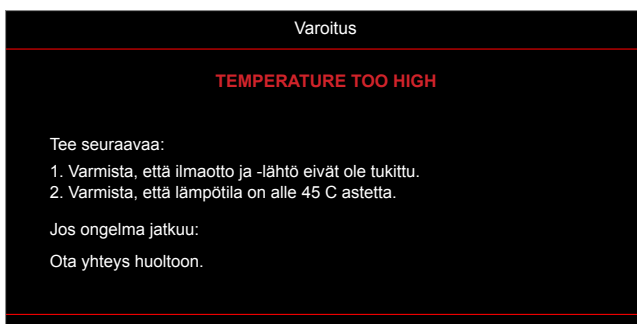 Varoitus
TEMPERATURE TOO HIGH
Tee seuraavaa:
1. Varmista, että ilmaotto ja -lähtö eivät ole tukittu.
2. Varmista, että lämpötila on alle 45 C astetta.
Jos ongelma jatkuu:
Ota yhteys huoltoon.